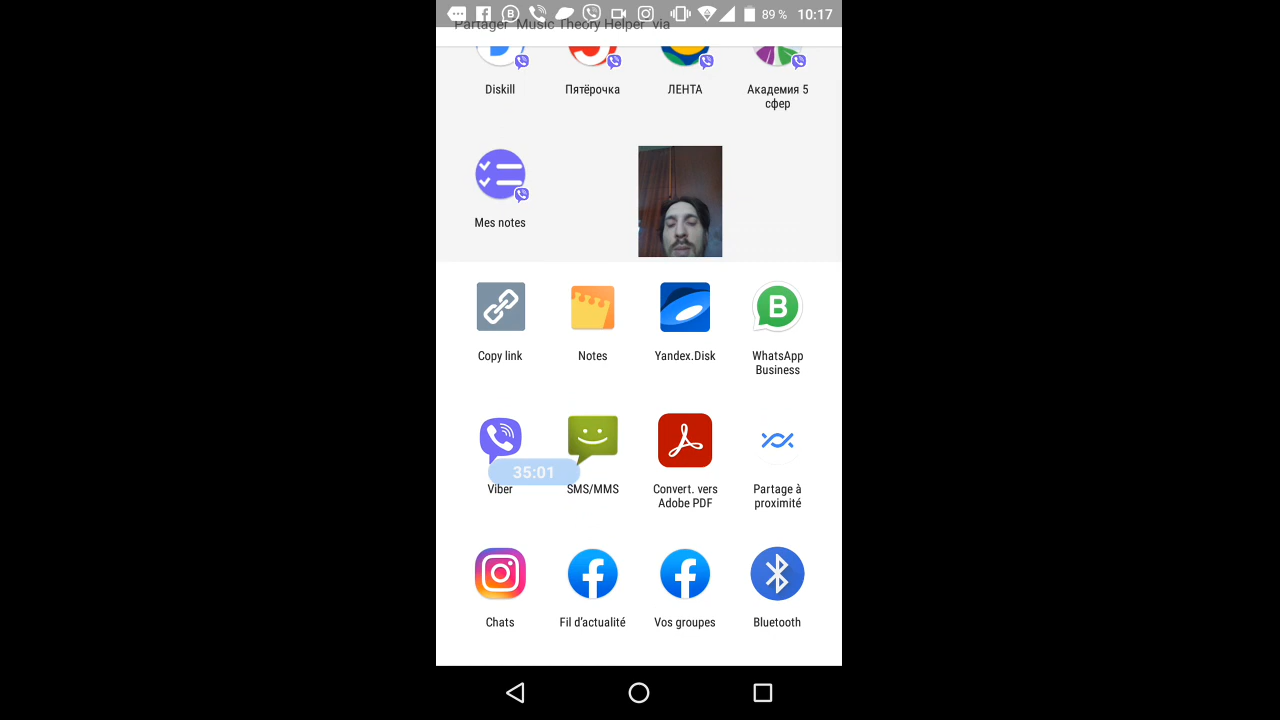 89 % 10:17
Partager Music Theory Helper via
Diskill Пятёрочка ЛЕНТА Академия 5
сфер
Mes notes
Copy link Notes Yandex.Disk WhatsApp
Business
35:01
Viber SMS/MMS Convert. vers Partage à
Adobe PDF proximité
Chats Fil d'actualité Vos groupes Bluetooth